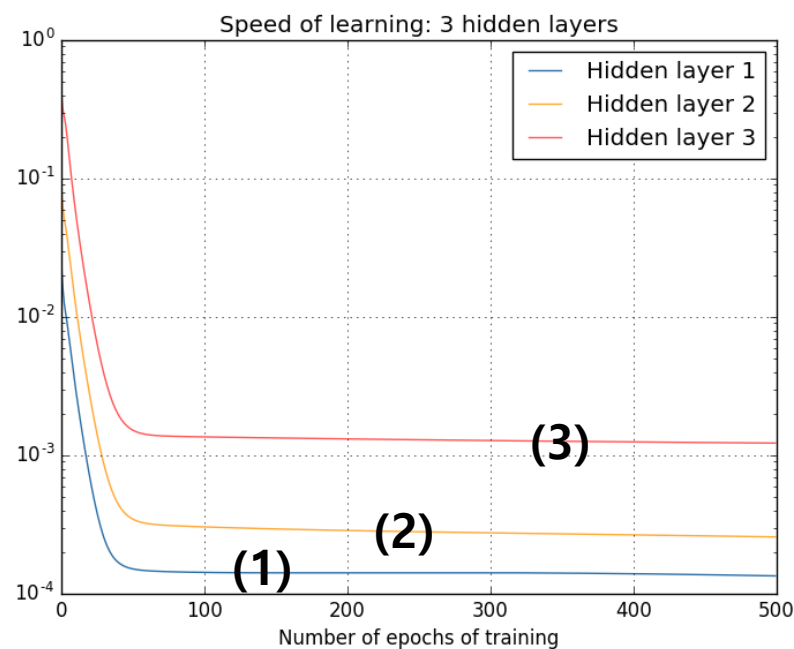 Speed of learning: 3 hidden layers
10^0
10^-1
10^-2
10^-3
10^-4
Hidden layer 1
Hidden layer 2
Hidden layer 3
(3)
(2)
(1)
0 100 200 300 400 500
Number of epochs of training